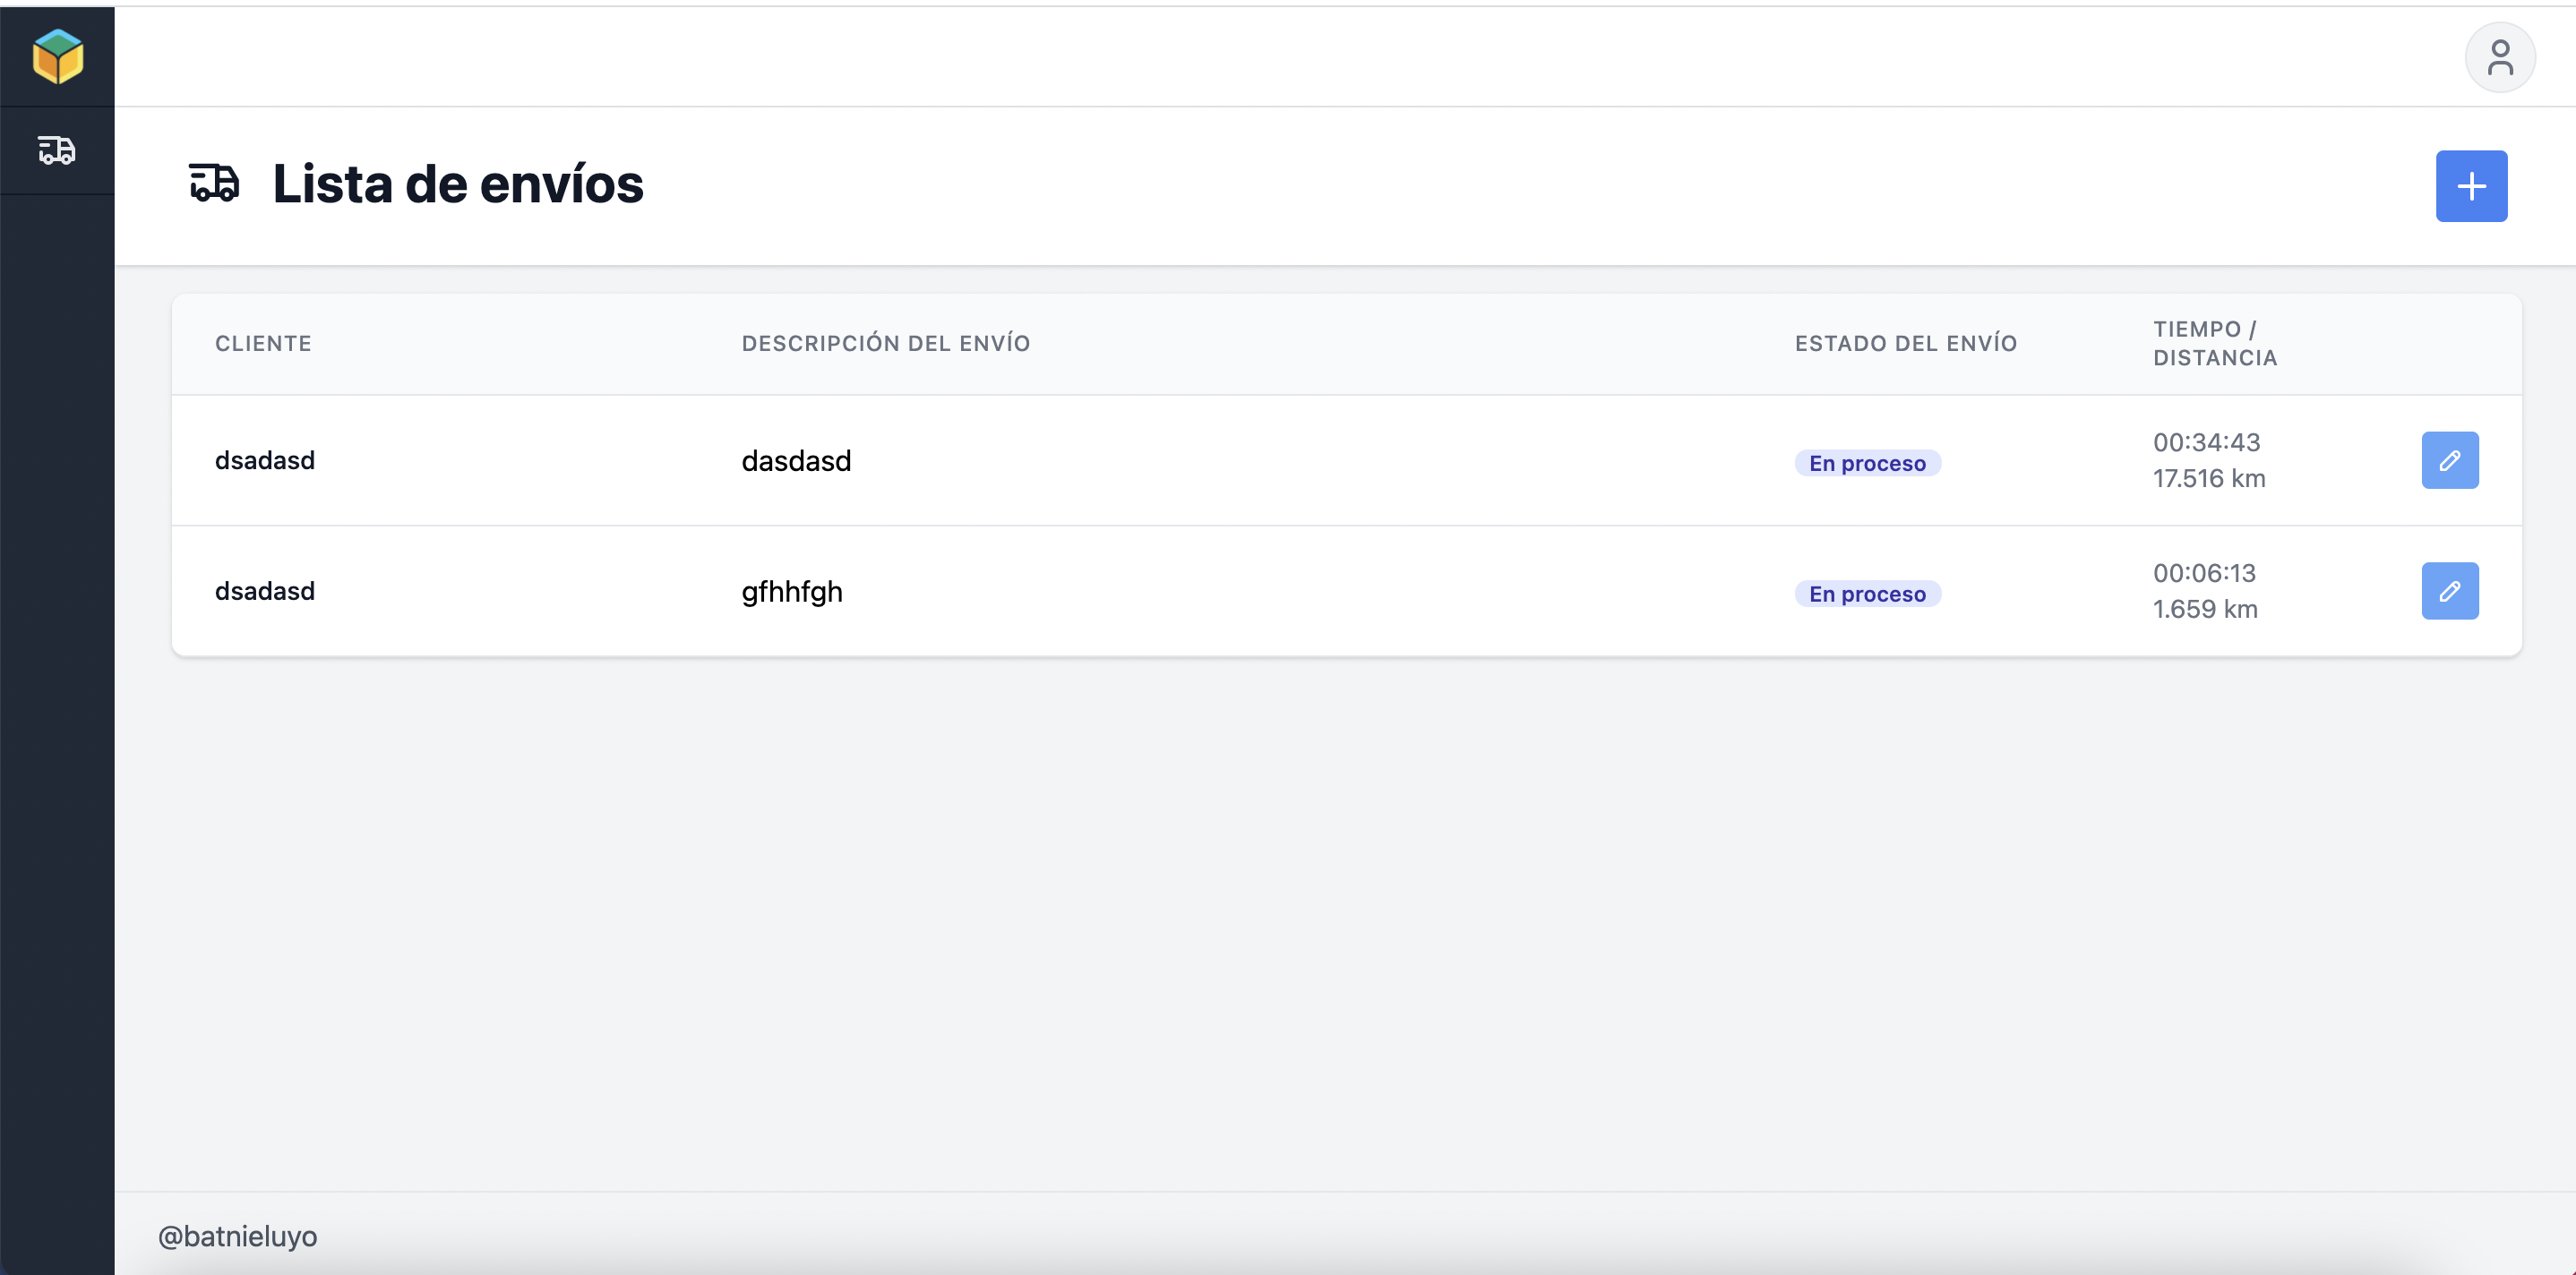 Lista de envíos
CLIENTE
DESCRIPCIÓN DEL ENVÍO
ESTADO DEL ENVÍO
TIEMPO /
DISTANCIA
dsadasd
dasdasd
En proceso
00:34:43
17.516 km
dsadasd
gfhhfgh
En proceso
00:06:13
1.659 km
@batnieluyo